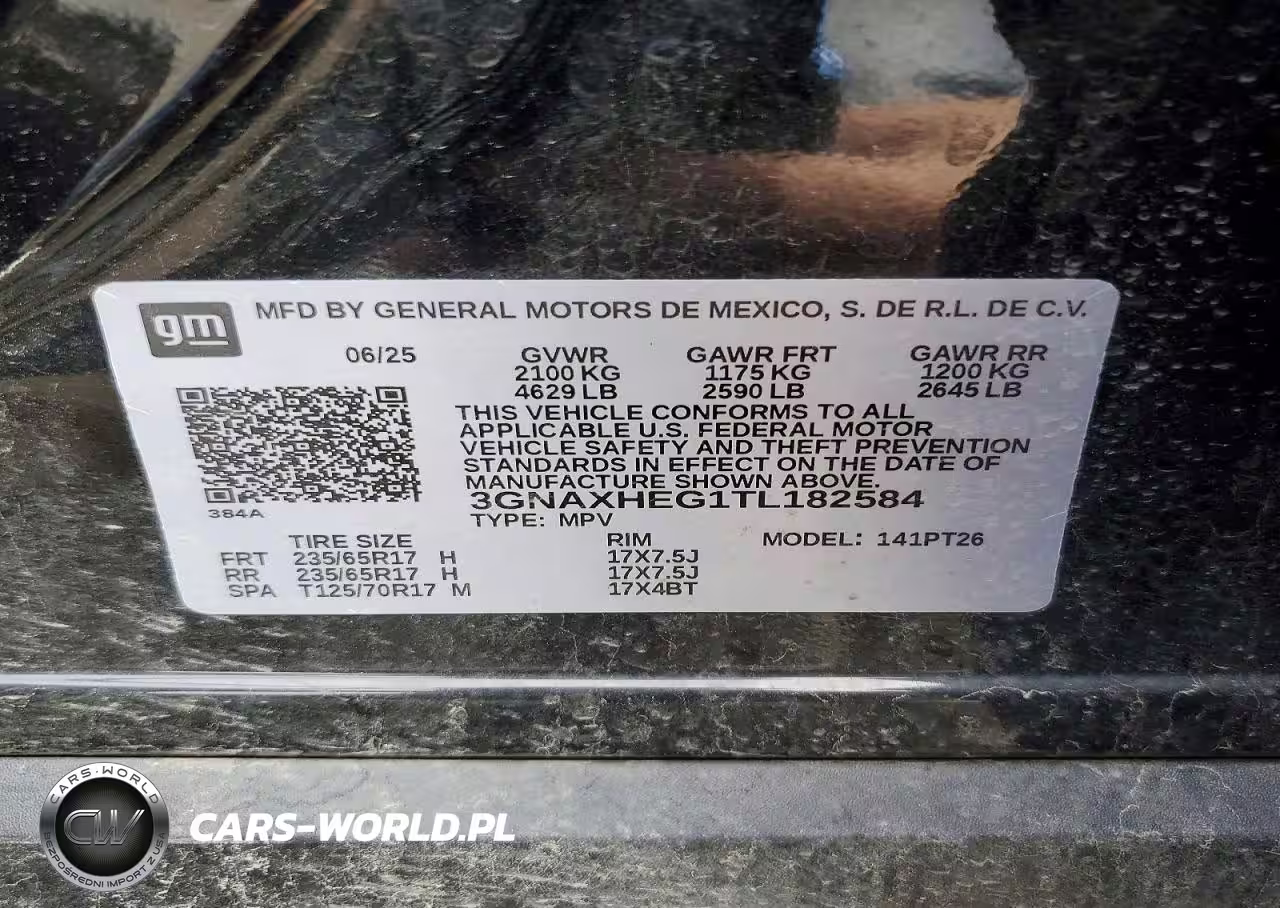 gm
MFD BY GENERAL MOTORS DE MEXICO, S. DE R.L. DE C.V.
06/25 GVWR GAWR FRT GAWR RR
2100 KG 1175 KG 1200 KG
4629 LB 2590 LB 2645 LB
THIS VEHICLE CONFORMS TO ALL
APPLICABLE U.S. FEDERAL MOTOR
VEHICLE SAFETY AND THEFT PREVENTION
STANDARDS IN EFFECT ON THE DATE OF
MANUFACTURE SHOWN ABOVE.
3GNAXHEG1TL182584
384A
TYPE: MPV
TIRE SIZE RIM MODEL: 141PT26
FRT 235/65R17 H 17X7.5J
RR 235/65R17 H 17X7.5J
SPA T125/70R17 M 17X4BT
CARS-WORLD
CW
BEZPOŚREDNI IMPORT Z USA
CARS-WORLD.PL